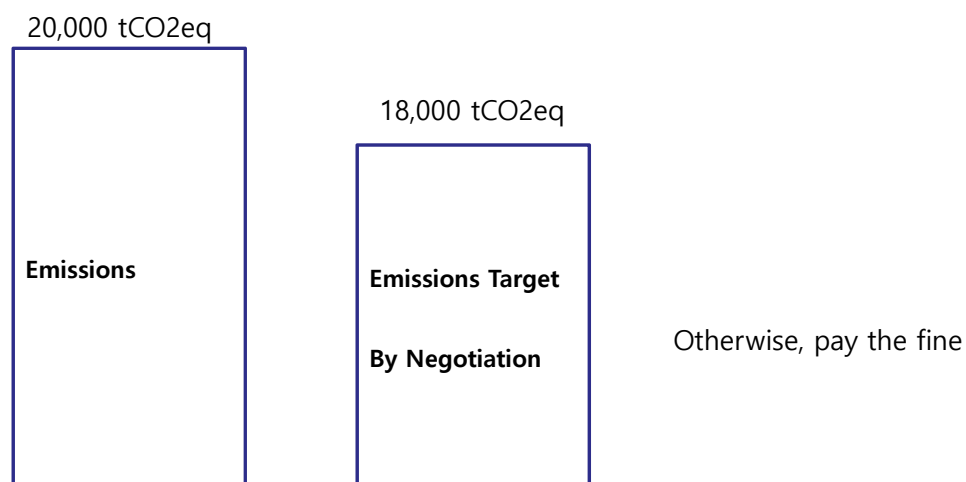 20,000 tCO2eq
18,000 tCO2eq
Emissions
Emissions Target
By Negotiation
Otherwise, pay the fine